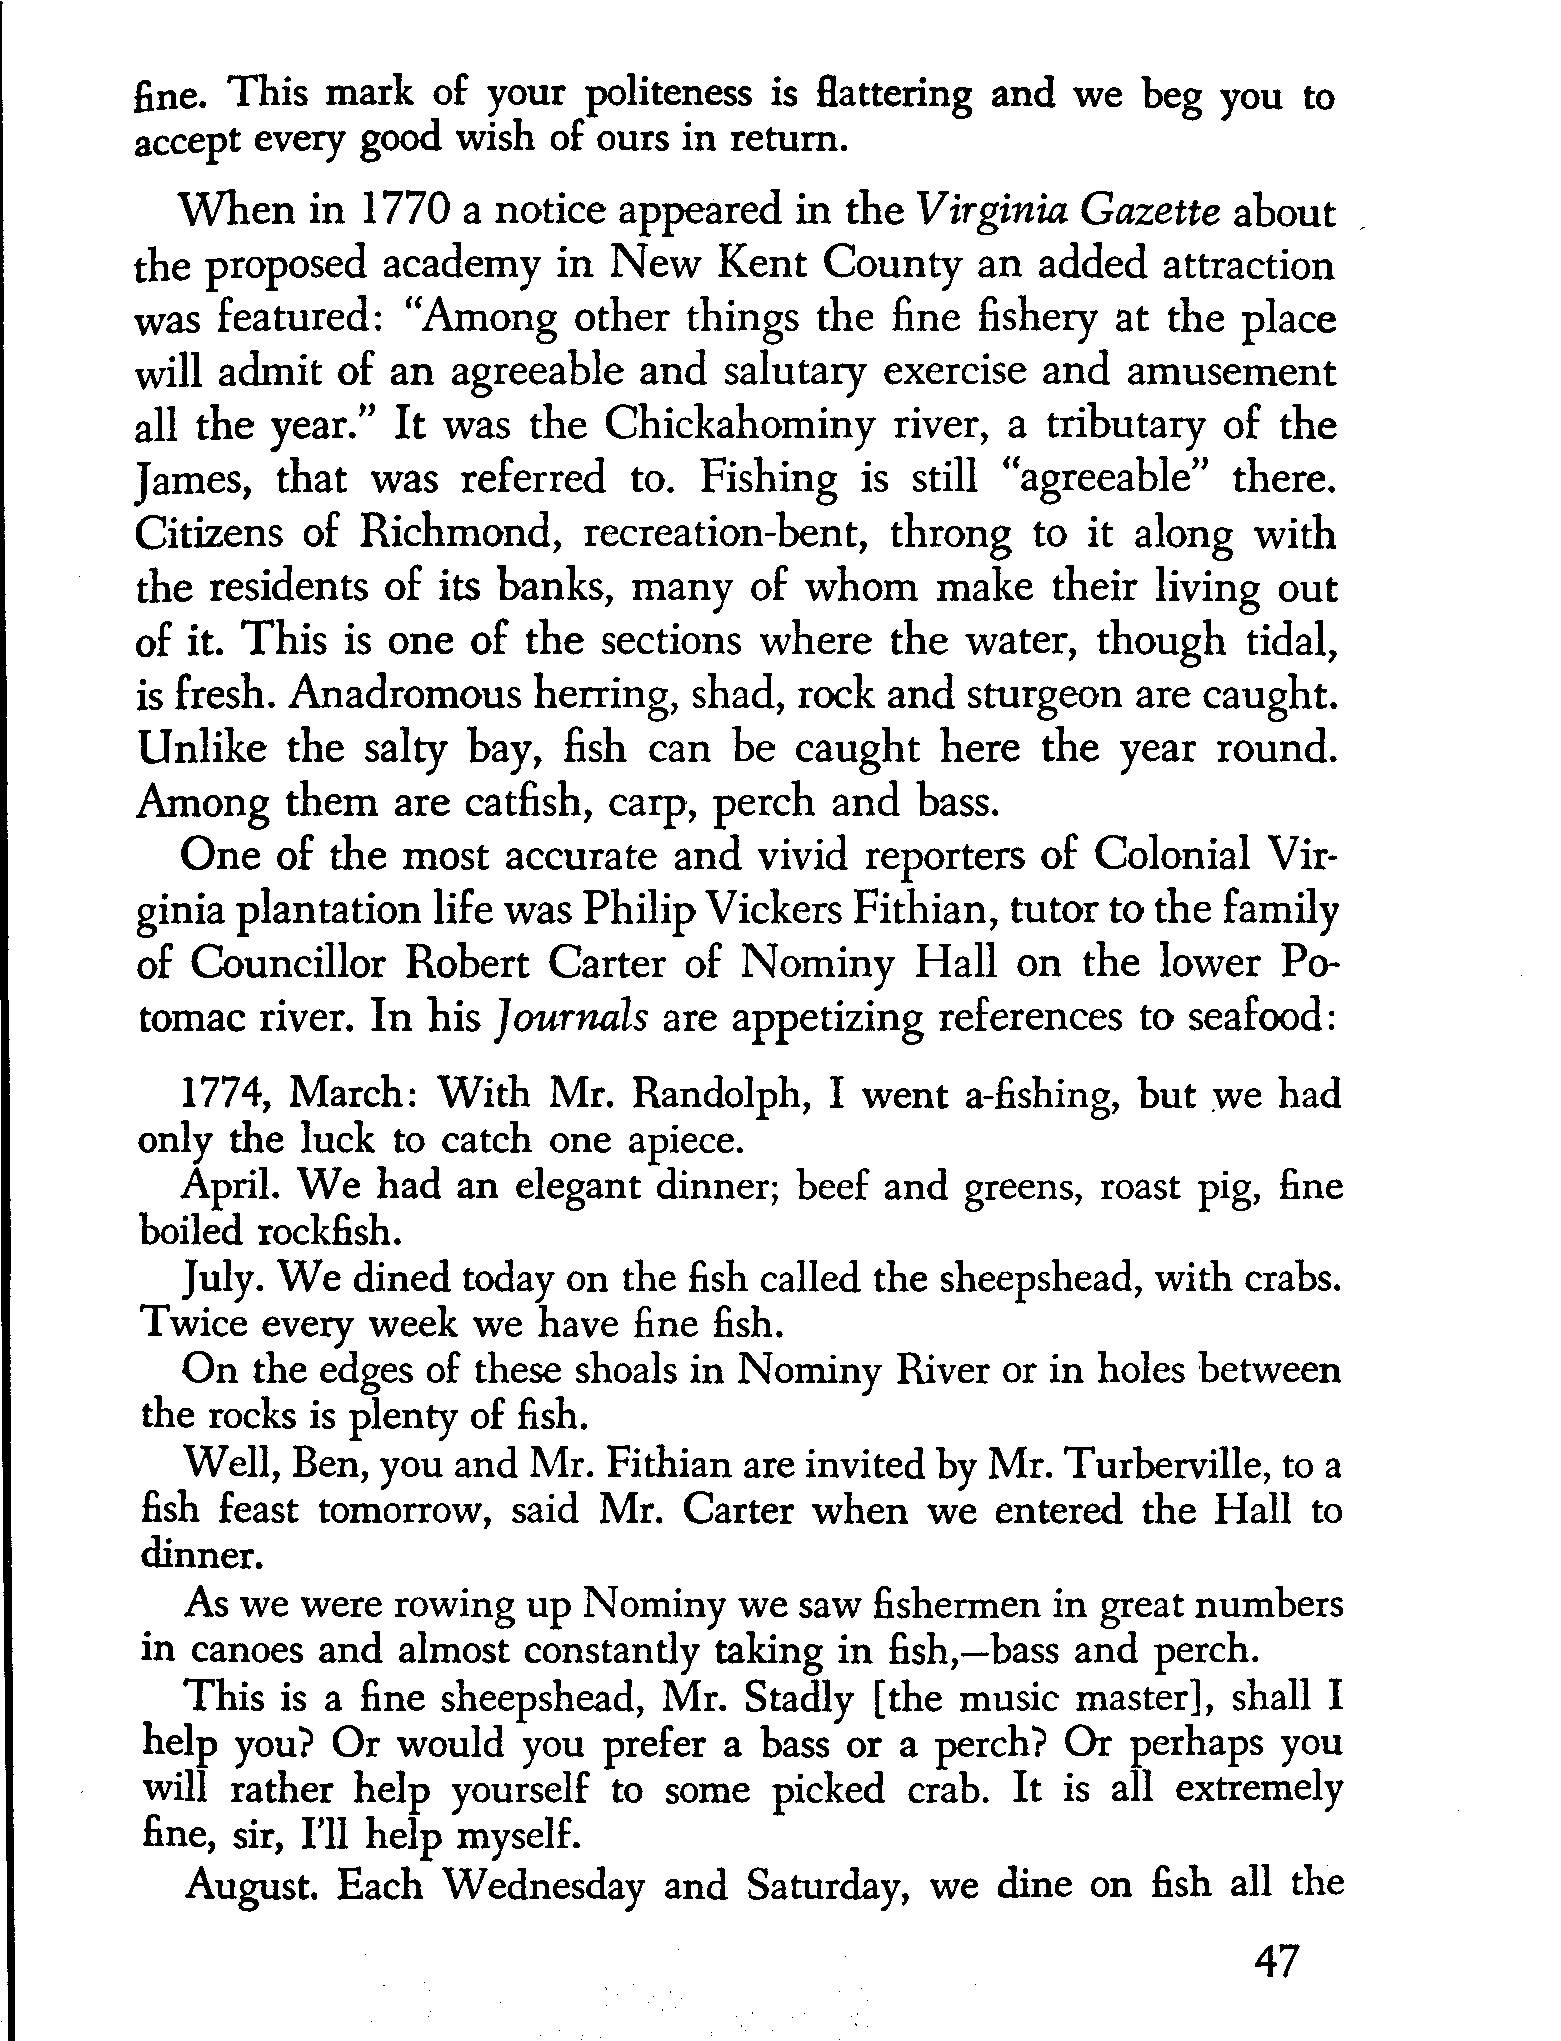 fine. This mark of your politeness is flattering and we beg you to
accept every good wish of ours in return.
When in 1770 a notice appeared in the Virginia Gazette about
the proposed academy in New Kent County an added attraction
was featured: “Among other things the fine fishery at the place
will admit of an agreeable and salutary exercise and amusement
all the year.” It was the Chickahominy river, a tributary of the
James, that was referred to. Fishing is still “agreeable” there.
Citizens of Richmond, recreation-bent, throng to it along with
the residents of its banks, many of whom make their living out
of it. This is one of the sections where the water, though tidal,
is fresh. Anadromous herring, shad, rock and sturgeon are caught.
Unlike the salty bay, fish can be caught here the year round.
Among them are catfish, carp, perch and bass.
One of the most accurate and vivid reporters of Colonial Vir-
ginia plantation life was Philip Vickers Fithian, tutor to the family
of Councillor Robert Carter of Nominy Hall on the lower Po-
tomac river. In his Journals are appetizing references to seafood:
1774, March: With Mr. Randolph, I went a-fishing, but we had
only the luck to catch one apiece.
April. We had an elegant dinner; beef and greens, roast pig, fine
boiled rockfish.
July. We dined today on the fish called the sheepshead, with crabs.
Twice every week we have fine fish.
On the edges of these shoals in Nominy River or in holes between
the rocks is plenty of fish.
Well, Ben, you and Mr. Fithian are invited by Mr. Turberville, to a
fish feast tomorrow, said Mr. Carter when we entered the Hall to
dinner.
As we were rowing up Nominy we saw fishermen in great numbers
in canoes and almost constantly taking in fish,—bass and perch.
This is a fine sheepshead, Mr. Stadly [the music master], shall I
help you? Or would you prefer a bass or a perch? Or perhaps you
will rather help yourself to some picked crab. It is all extremely
fine, sir, I'll help myself.
August. Each Wednesday and Saturday, we dine on fish all the
47